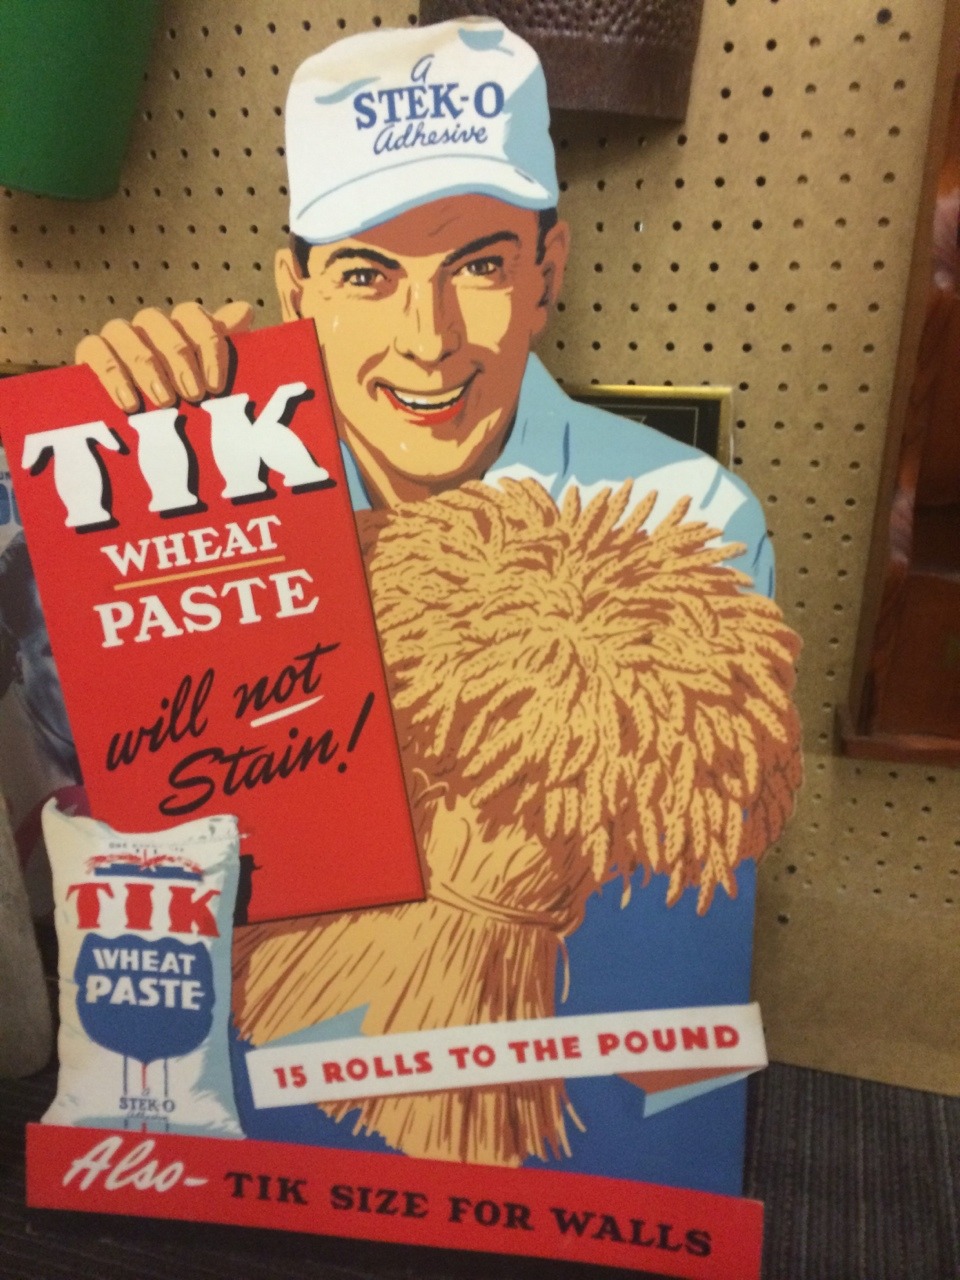 A
STEK-O
Adhesive
TIK
WHEAT
PASTE
will not
Stain!
TIK
WHEAT
PASTE
A
STEK-O
Adhesive
15 ROLLS TO THE POUND
Also- TIK SIZE FOR WALLS